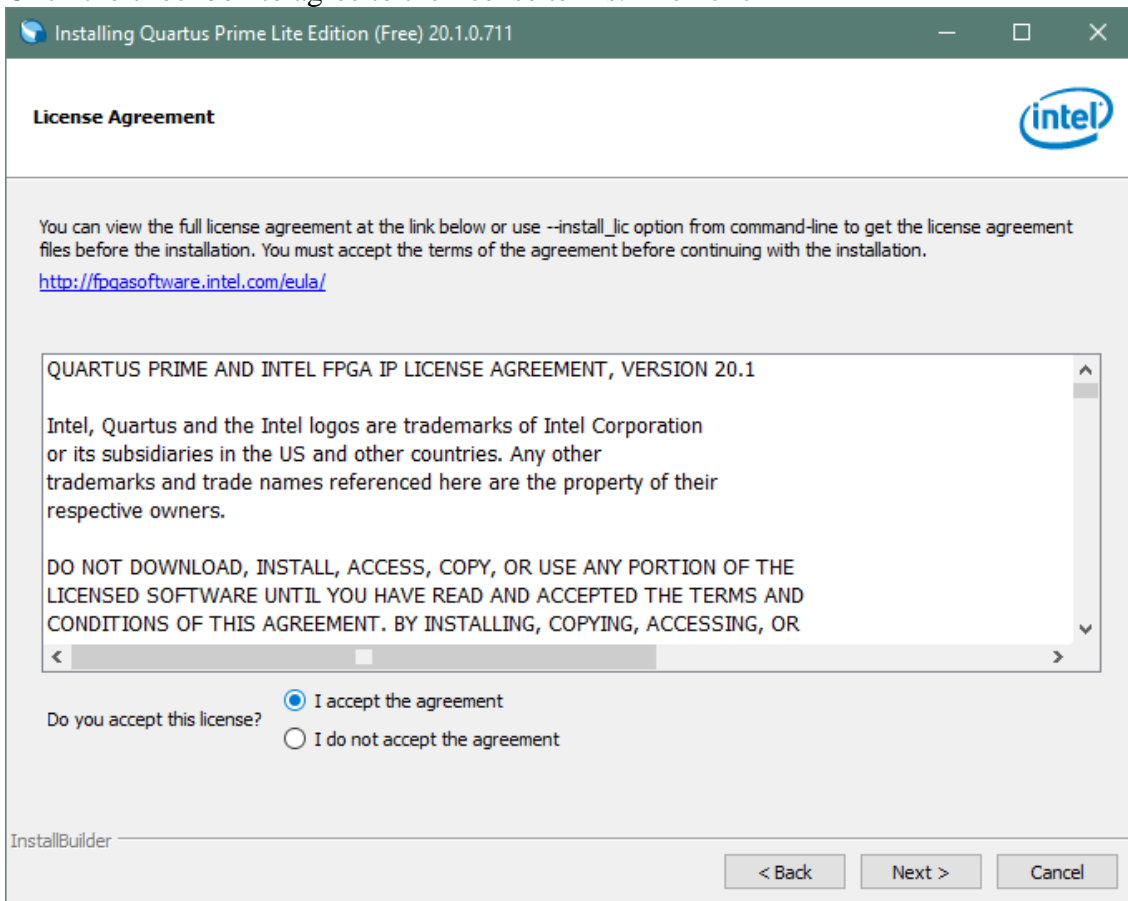 Installing Quartus Prime Lite Edition (Free) 20.1.0.711
License Agreement
intel
You can view the full license agreement at the link below or use --install_lic option from command-line to get the license agreement
files before the installation. You must accept the terms of the agreement before continuing with the installation.
http://fpgasoftware.intel.com/eula/
QUARTUS PRIME AND INTEL FPGA IP LICENSE AGREEMENT, VERSION 20.1
Intel, Quartus and the Intel logos are trademarks of Intel Corporation
or its subsidiaries in the US and other countries. Any other
trademarks and trade names referenced here are the property of their
respective owners.
DO NOT DOWNLOAD, INSTALL, ACCESS, COPY, OR USE ANY PORTION OF THE
LICENSED SOFTWARE UNTIL YOU HAVE READ AND ACCEPTED THE TERMS AND
CONDITIONS OF THIS AGREEMENT. BY INSTALLING, COPYING, ACCESSING, OR
Do you accept this license?
I accept the agreement
I do not accept the agreement
InstallBuilder
< Back
Next >
Cancel